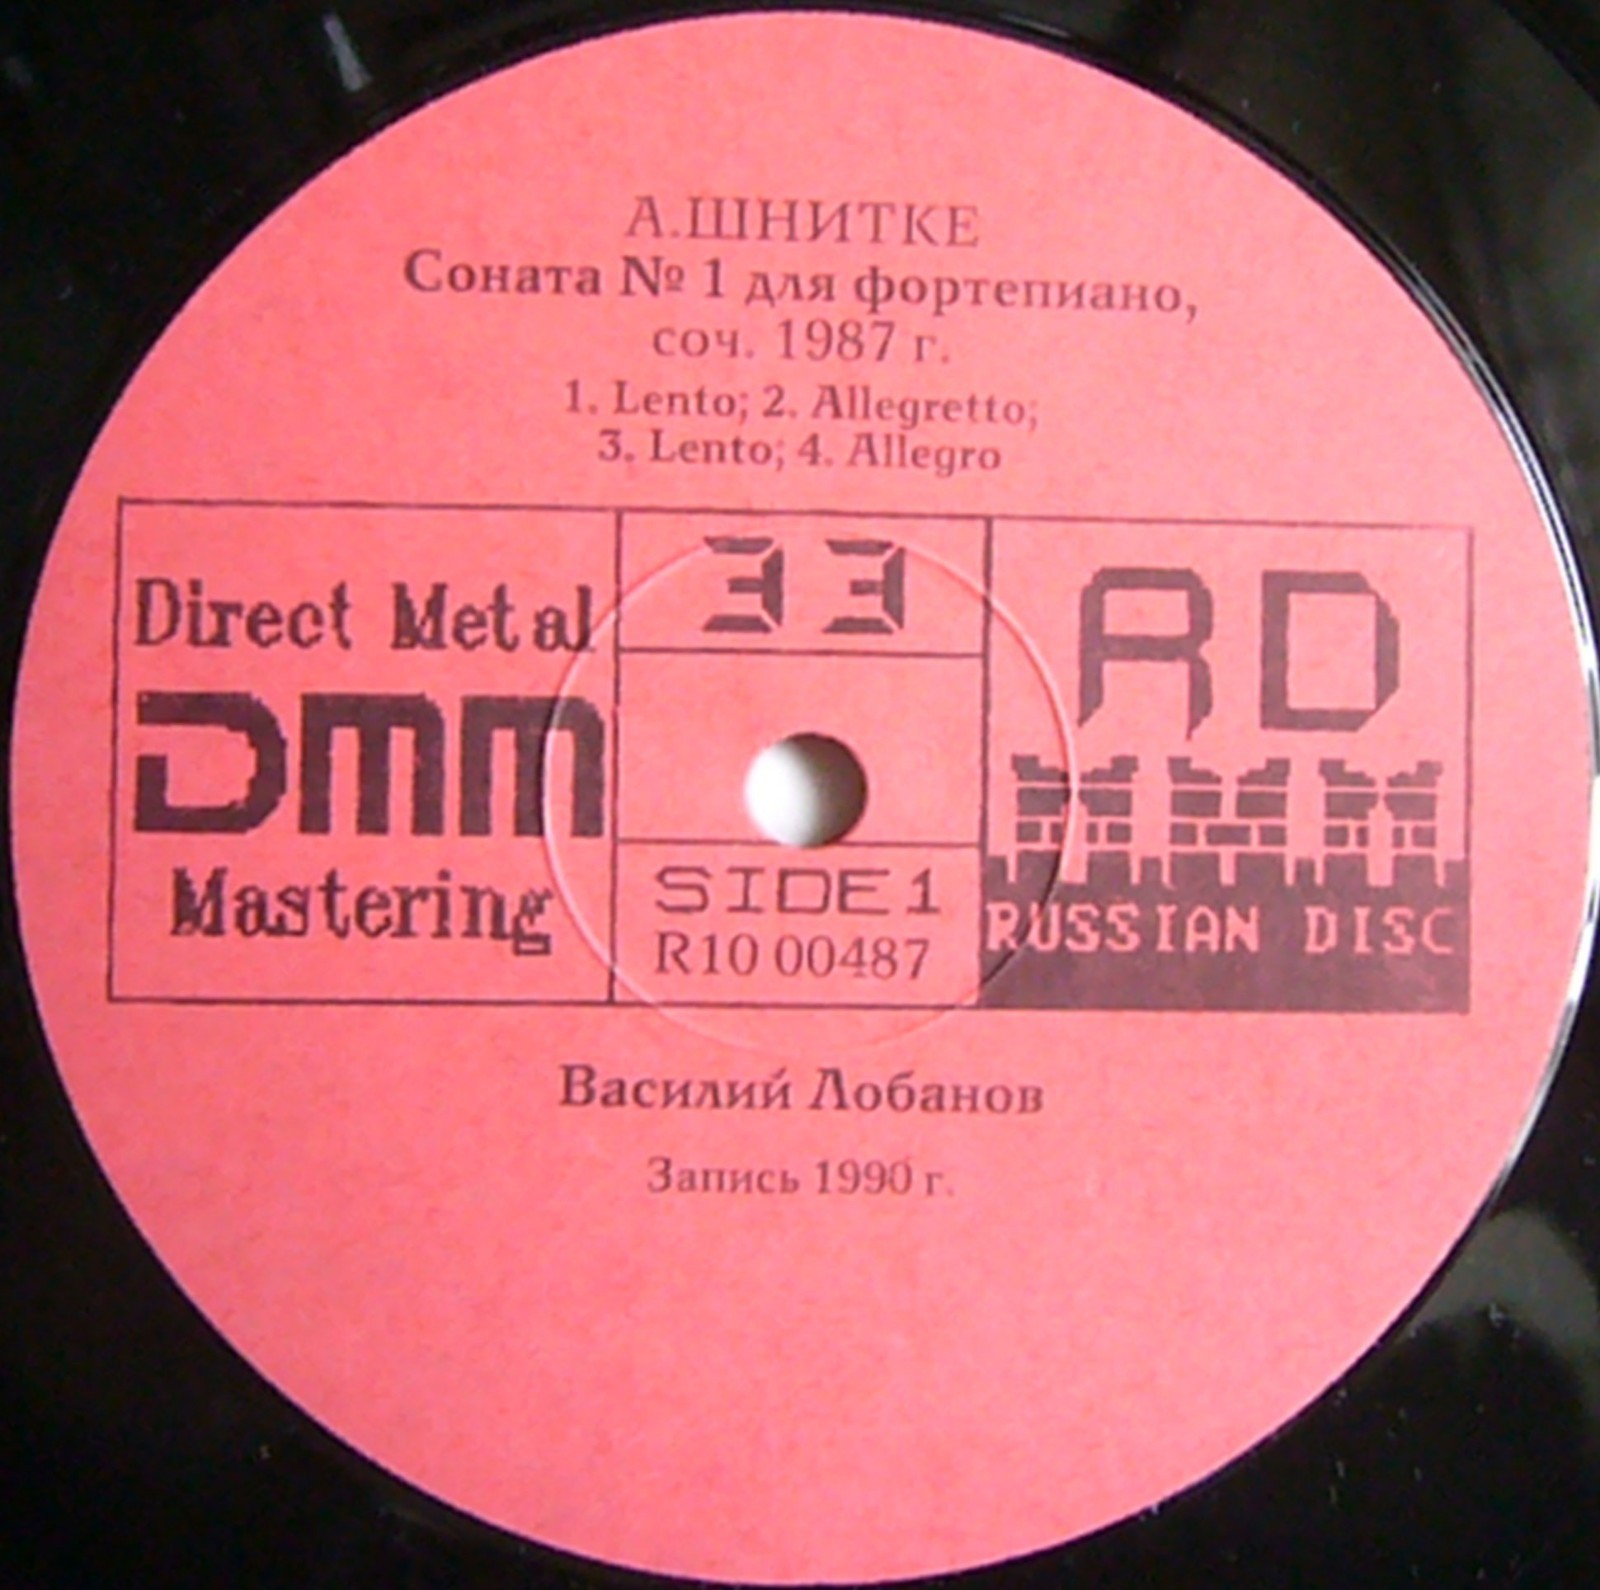 А.ШНИТКЕ
Соната № 1 для фортепиано,
соч. 1987 г.
1. Lento; 2. Allegretto;
3. Lento; 4. Allegro
Direct Metal
DMM
Mastering
33
SIDE 1
R10 00487
RD
RUSSIAN DISC
Василий Лобанов
Запись 1990 г.